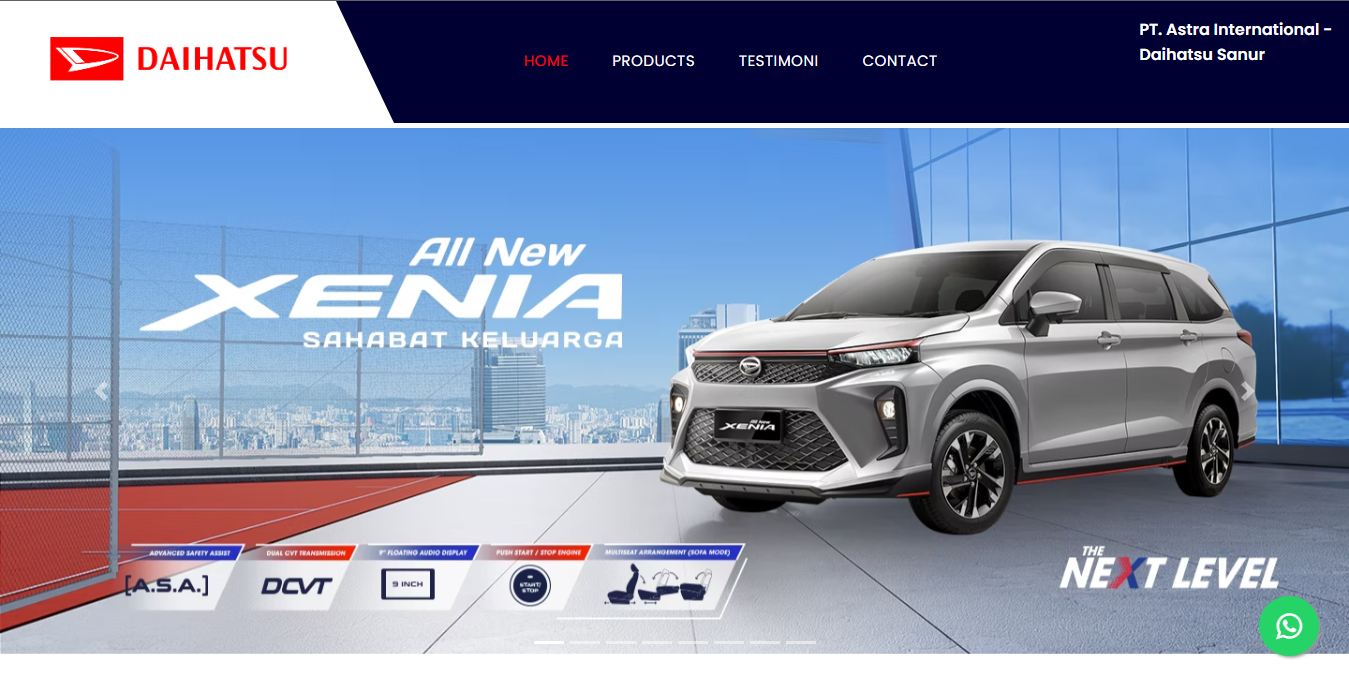 DAIHATSU
HOME
PRODUCTS
TESTIMONI
CONTACT
PT. Astra International -
Daihatsu Sanur
All New
XENIA
SAHABAT KELUARGA
All New
XENIA
ADVANCED SAFETY ASSIST
[A.S.A.]
DUAL CVT TRANSMISSION
DCVT
9" FLOATING AUDIO DISPLAY
9 INCH
PUSH START / STOP ENGINE
START/
STOP
MULTISEAT ARRANGEMENT (SOFA MODE)
THE
NEXT LEVEL